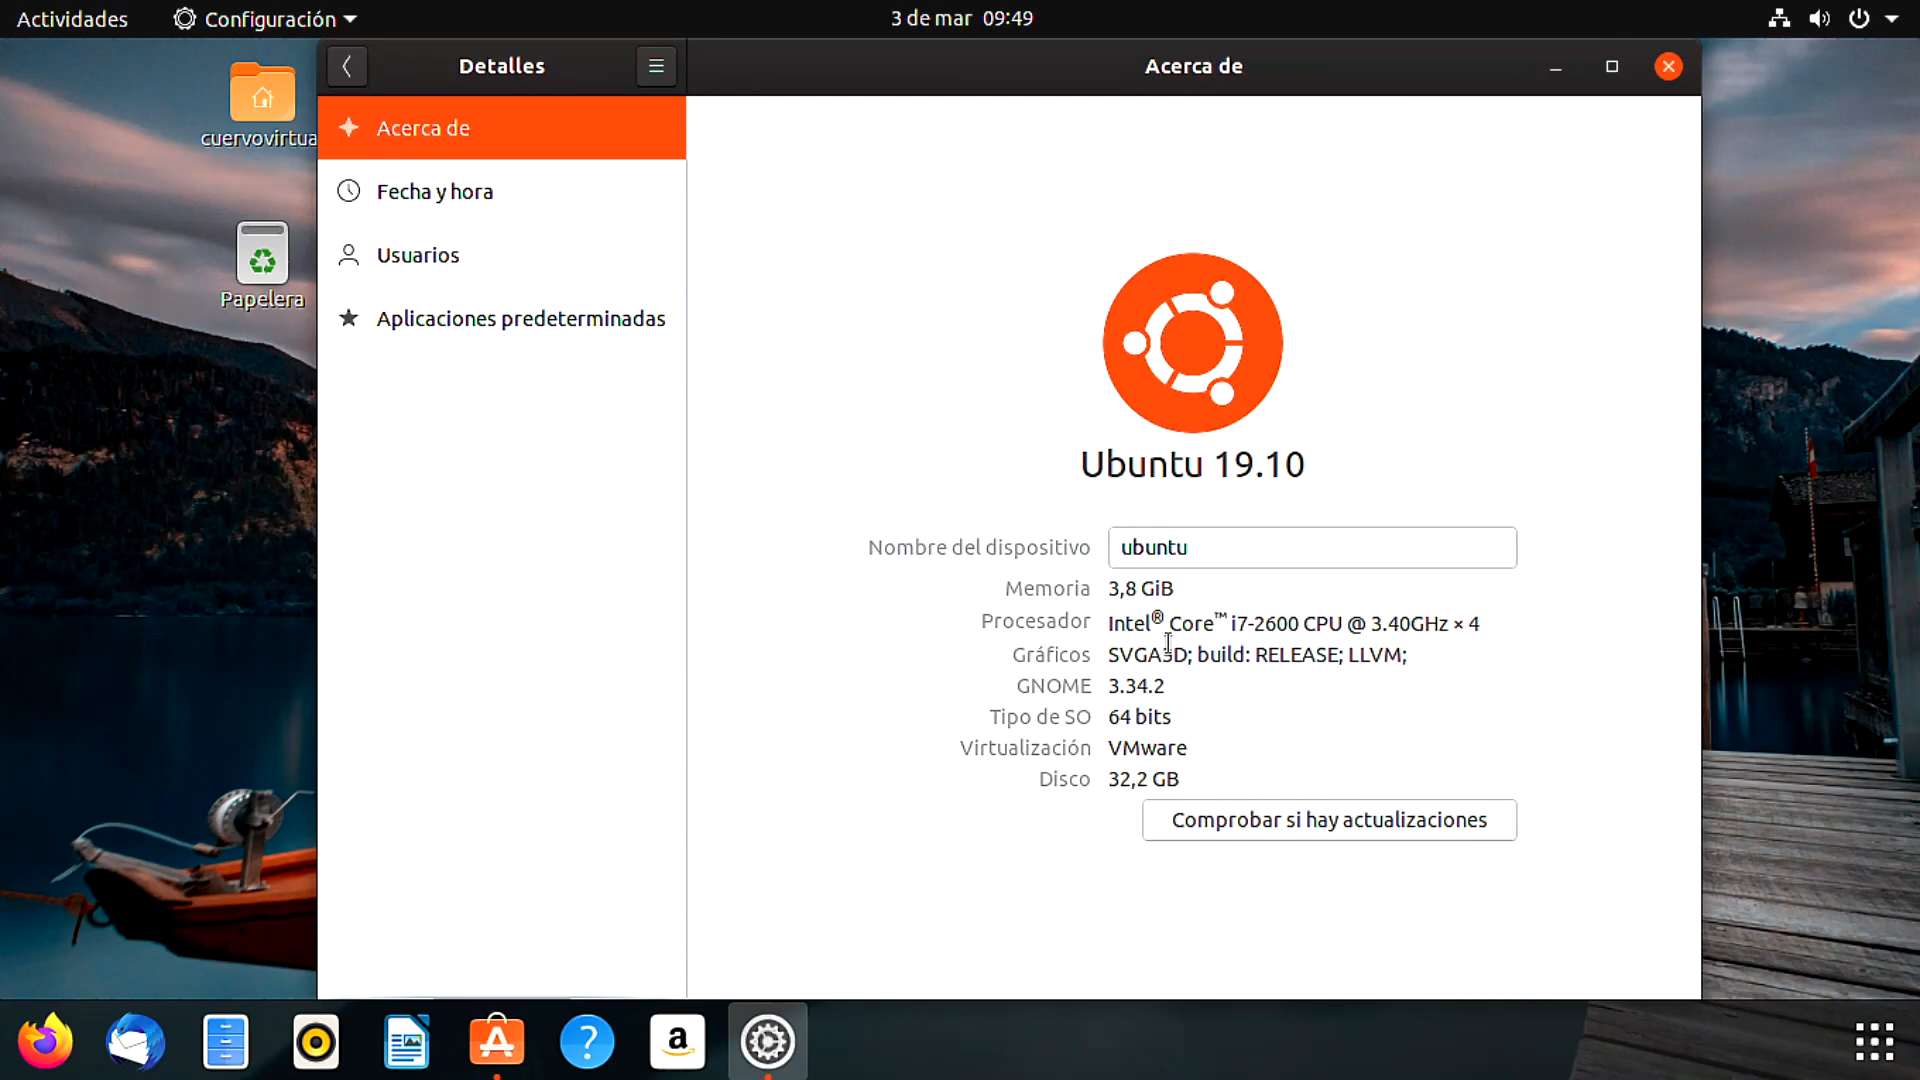 Actividades
Configuración
3 de mar 09:49
Detalles
Acerca de
cuervovirtua
Papelera
Acerca de
Fecha y hora
Usuarios
Aplicaciones predeterminadas
Ubuntu 19.10
Nombre del dispositivo ubuntu
Memoria 3,8 GiB
Procesador Intel® Core™ i7-2600 CPU @ 3.40GHz × 4
Gráficos SVGA3D; build: RELEASE; LLVM;
GNOME 3.34.2
Tipo de SO 64 bits
Virtualización VMware
Disco 32,2 GB
Comprobar si hay actualizaciones
?
a